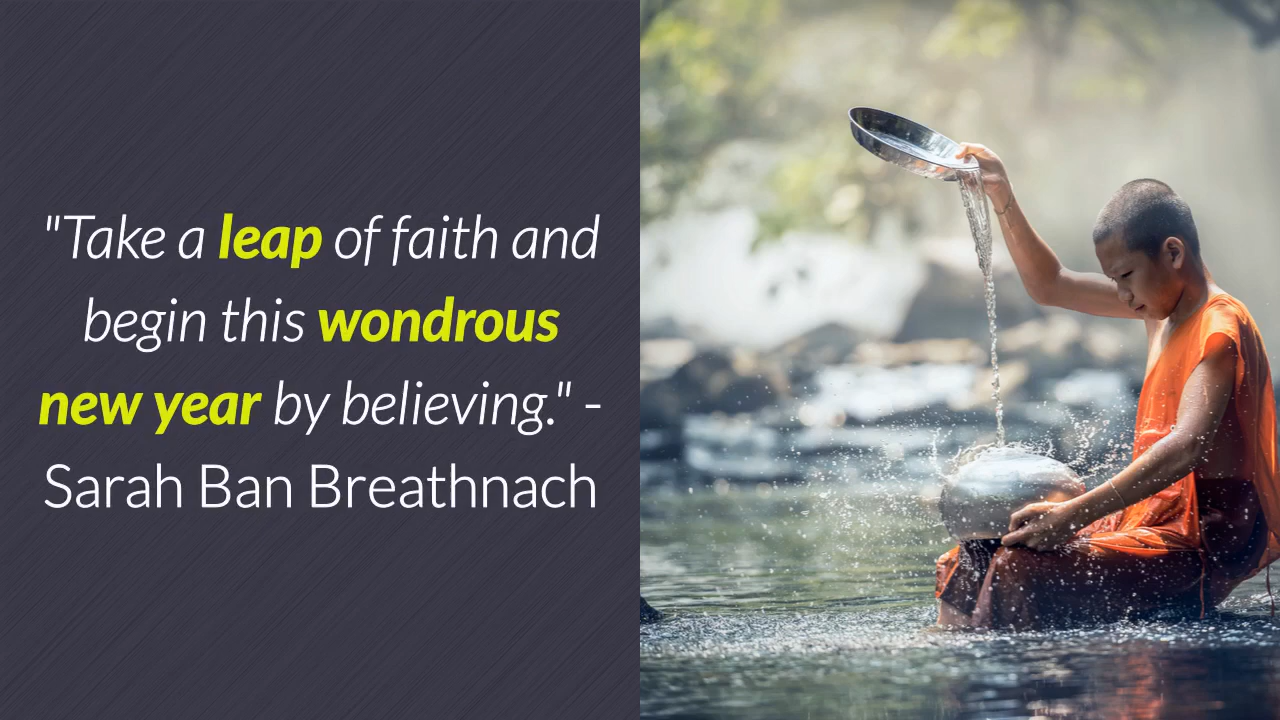 "Take a leap of faith and
begin this wondrous
new year by believing." -
Sarah Ban Breathnach